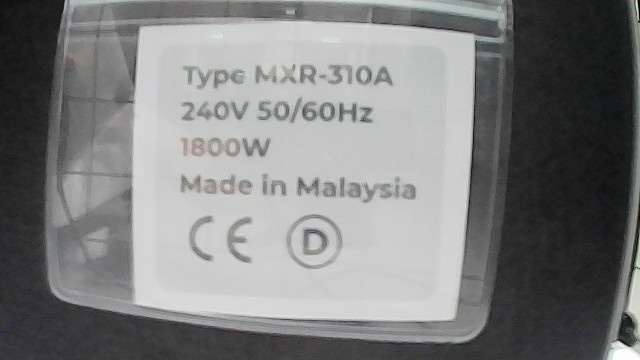 Type MXR-310A
240V 50/60Hz
1800W
Made in Malaysia
CE D